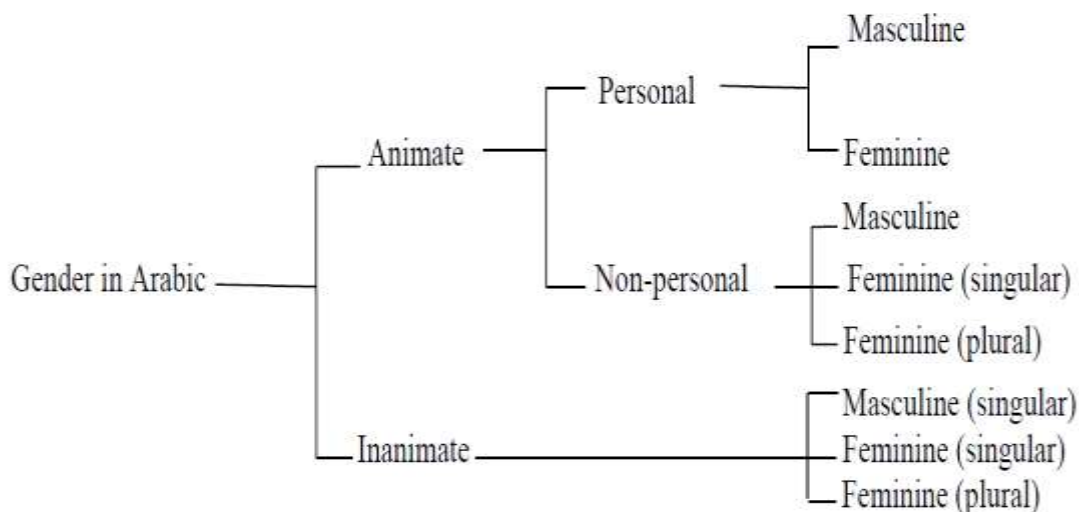 Masculine
Personal
Animate
Feminine
Masculine
Gender in Arabic
Non-personal
Feminine (singular)
Feminine (plural)
Masculine (singular)
Inanimate
Feminine (singular)
Feminine (plural)